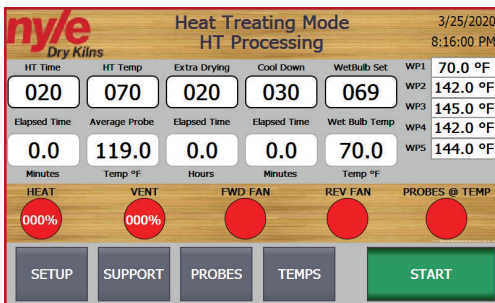 nyle
Dry Kilns
Heat Treating Mode
HT Processing
3/25/2020
8:16:00 PM
HT Time
HT Temp
Extra Drying
Cool Down
WetBulb Set
020
070
020
030
069
Elapsed Time
Average Probe
Elapsed Time
Elapsed Time
Wet Bulb Temp
0.0
119.0
0.0
0.0
70.0
Minutes
Temp °F
Hours
Minutes
Temp °F
WP1 70.0 °F
WP2 142.0 °F
WP3 145.0 °F
WP4 142.0 °F
WP5 144.0 °F
HEAT
VENT
FWD FAN
REV FAN
PROBES @ TEMP
000%
000%
SETUP
SUPPORT
PROBES
TEMPS
START